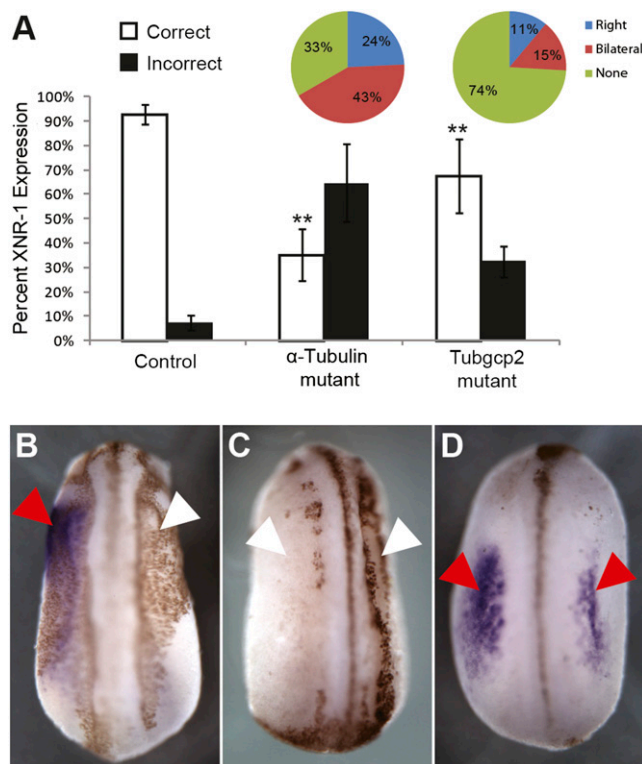 A
Correct
Incorrect
33%
24%
43%
11%
15%
74%
Right
Bilateral
None
Percent XNR-1 Expression
100%
90%
80%
70%
60%
50%
40%
30%
20%
10%
0%
**
**
Control
α-Tubulin
mutant
Tubgcp2
mutant
B
C
D